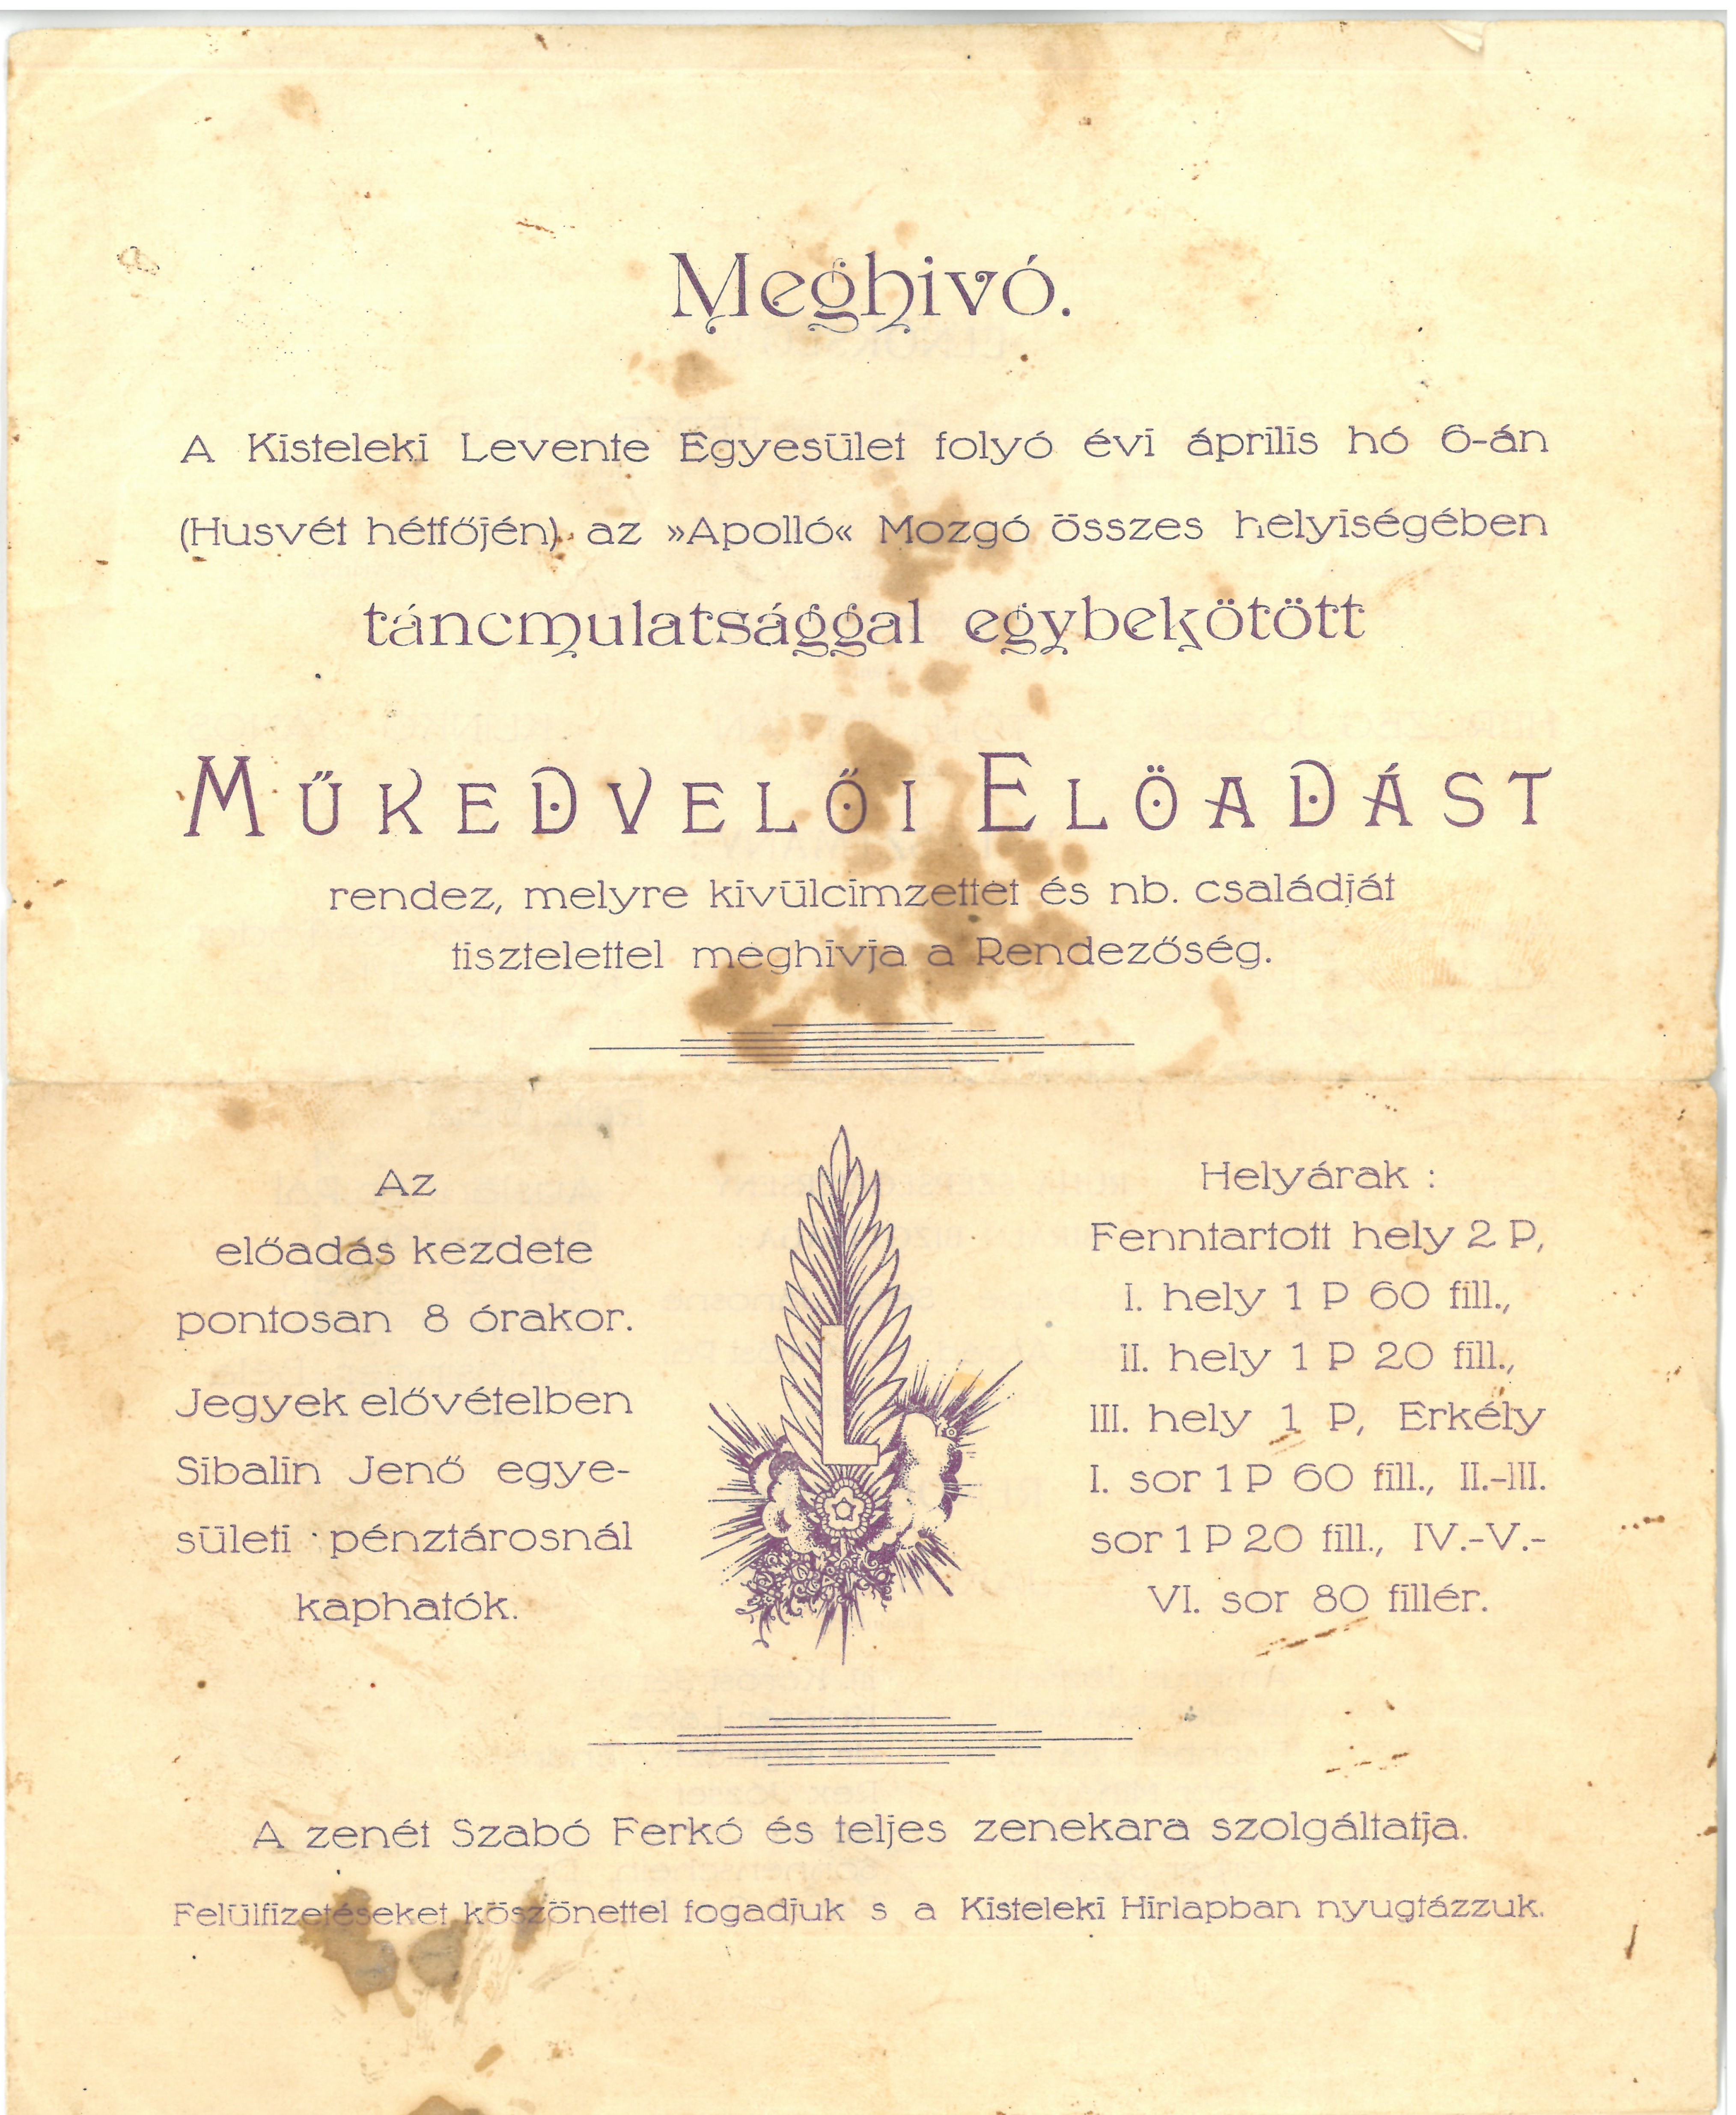 Meghivó.
A Kisteleki Levente Egyesület folyó évi április hó 6-án
(Husvét hétfőjén) az »Apolló« Mozgó összes helyiségében
táncmulatsággal egybekötött
MŰKEDVELŐI ELÖADÁST
rendez, melyre kivülcimzettet és nb. családját
tisztelettel meghivja a Rendezőség.
Az
előadás kezdete
pontosan 8 órakor.
Jegyek elővételben
Sibalin Jenő egye-
sületi pénztárosnál
kaphatók.
L
Helyárak :
Fenntartott hely 2 P,
I. hely 1 P 60 fill.,
II. hely 1 P 20 fill.,
III. hely 1 P, Erkély
I. sor 1 P 60 fill., II.-III.
sor 1 P 20 fill., IV.-V.-
VI. sor 80 fillér.
A zenét Szabó Ferkó és teljes zenekara szolgáltatja.
Felülfizetéseket köszönettel fogadjuk s a Kisteleki Hirlapban nyugtázzuk.